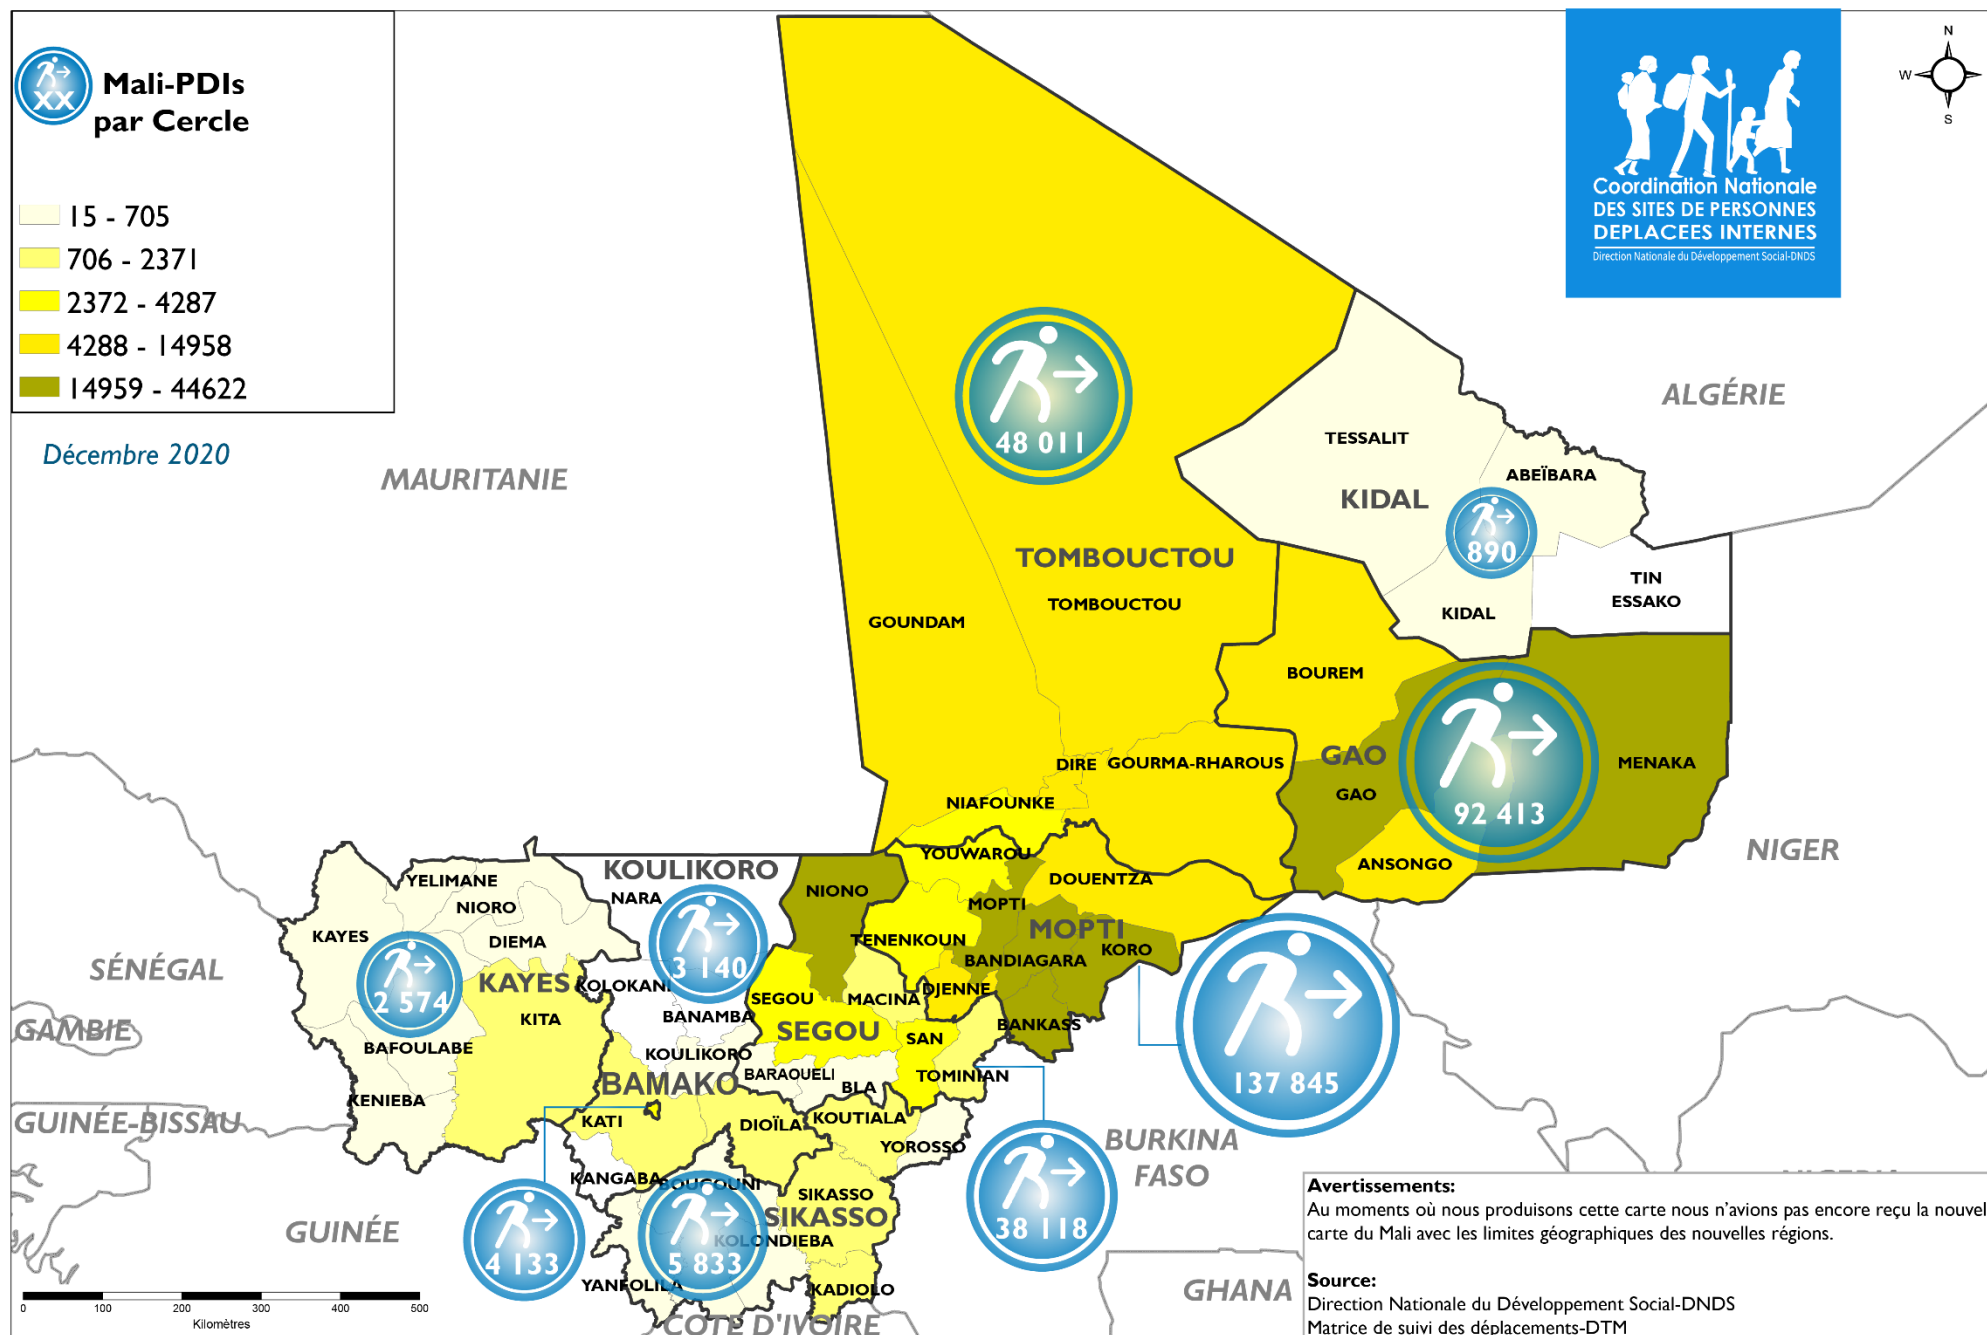 XX
Mali-PDIs
par Cercle
15 - 705
706 - 2371
2372 - 4287
4288 - 14958
14959 - 44622
Décembre 2020
Coordination Nationale
DES SITES DE PERSONNES
DEPLACEES INTERNES
Direction Nationale du Développement Social-DNDS
N
W
S
ALGÉRIE
MAURITANIE
48 011
TESSALIT
ABEÏBARA
KIDAL
890
TOMBOUCTOU
TOMBOUCTOU
GOUNDAM
TIN
ESSAKO
KIDAL
BOUREM
DIRE
GOURMA-RHAROUS
GAO
GAO
MENAKA
92 413
NIAFOUNKE
ANSONGO
NIGER
YOUWAROU
DOUENTZA
KOULIKORO
NARA
NIONO
MOPTI
MOPTI
YELIMANE
NIORO
KAYES
DIEMA
TENENKOUN
KORO
BANDIAGARA
SÉNÉGAL
2 574
KAYES
KOLOKANI
3 140
SEGOU
MACINA
DJENNE
KITA
BANAMBA
SEGOU
SAN
BANKASS
GAMBIE
BAFOULABE
KOULIKORO
BARAOUELI
BLA
TOMINIAN
137 845
BAMAKO
KENIEBA
KATI
DIOÏLA
KOUTIALA
YOROSSO
GUINÉE-BISSAU
BURKINA
FASO
KANGABA
BOUGOUNI
SIKASSO
SIKASSO
KOLONDIEBA
38 118
GUINÉE
4 133
5 833
YANFOLILA
KADIOLO
GHANA
COTE D'IVOIRE
0 100 200 300 400 500
Kilomètres
Avertissements:
Au moments où nous produisons cette carte nous n'avions pas encore reçu la nouvel
carte du Mali avec les limites géographiques des nouvelles régions.
Source:
Direction Nationale du Développement Social-DNDS
Matrice de suivi des déplacements-DTM